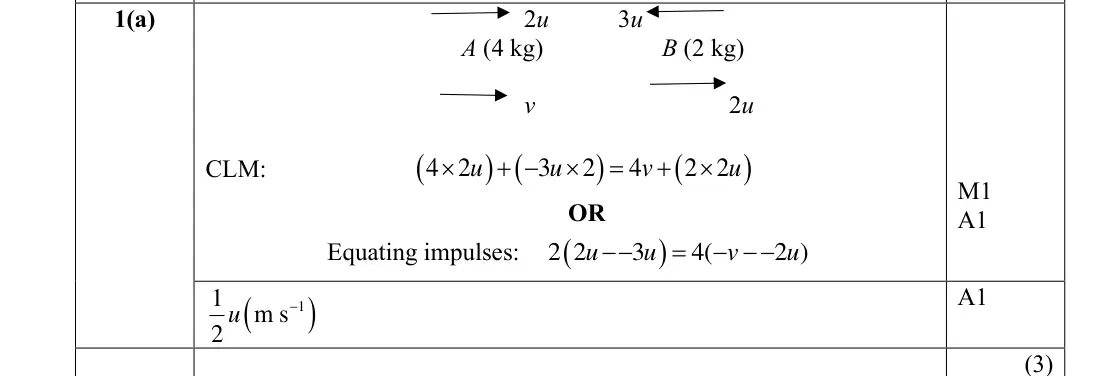 1(a)
2u 3u
A (4 kg) B (2 kg)
v 2u
CLM: (4 × 2u) + (−3u × 2) = 4v + (2 × 2u)
M1
A1
OR
Equating impulses: 2(2u − −3u) = 4(−v − −2u)
1/2 u (m s⁻¹)
A1
(3)